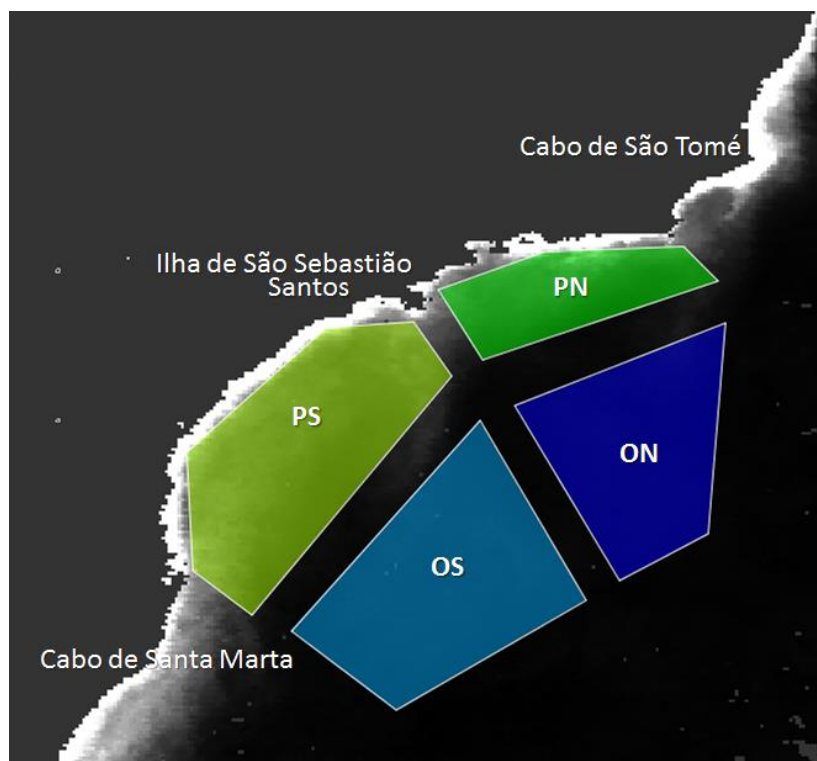 Cabo de São Tomé
Ilha de São Sebastião
Santos
PN
PS
ON
OS
Cabo de Santa Marta